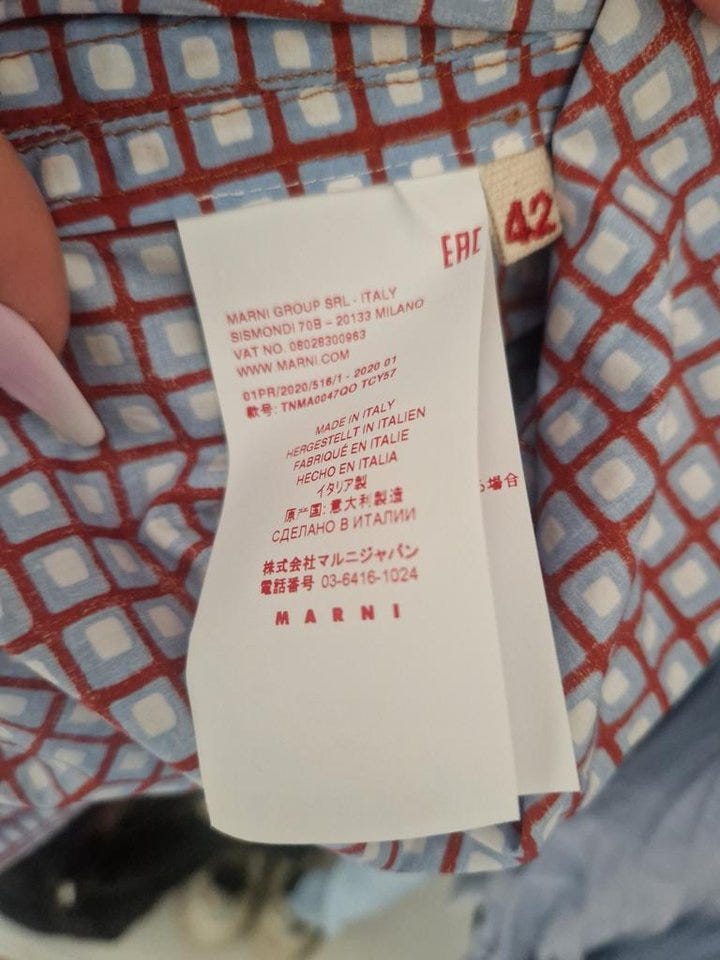 42
EAC
MARNI GROUP SRL - ITALY
SISMONDI 70B – 20133 MILANO
VAT NO. 08028300963
WWW.MARNI.COM
01PR/2020/516/1 - 2020 01
款号: TNMA0047QO TCY57
MADE IN ITALY
HERGESTELLT IN ITALIEN
FABRIQUÉ EN ITALIE
HECHO EN ITALIA
イタリア製
原产国: 意大利製造
СДЕЛАНО В ИТАЛИИ
株式会社マルニジャパン
電話番号 03-6416-1024
MARNI
る場合